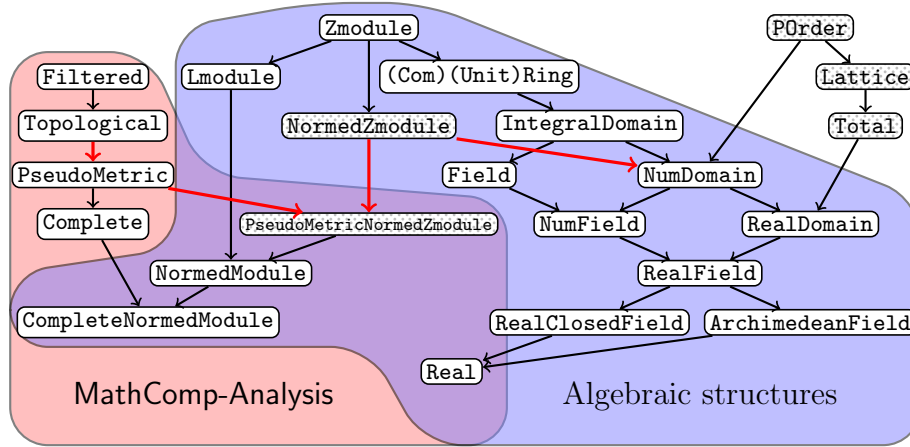 Zmodule
POrder
Filtered
Lmodule
(Com)(Unit)Ring
Lattice
Topological
NormedZmodule
IntegralDomain
Total
PseudoMetric
Field
NumDomain
Complete
PseudoMetricNormedZmodule
NumField
RealDomain
NormedModule
RealField
CompleteNormedModule
RealClosedField
ArchimedeanField
Real
MathComp-Analysis
Algebraic structures